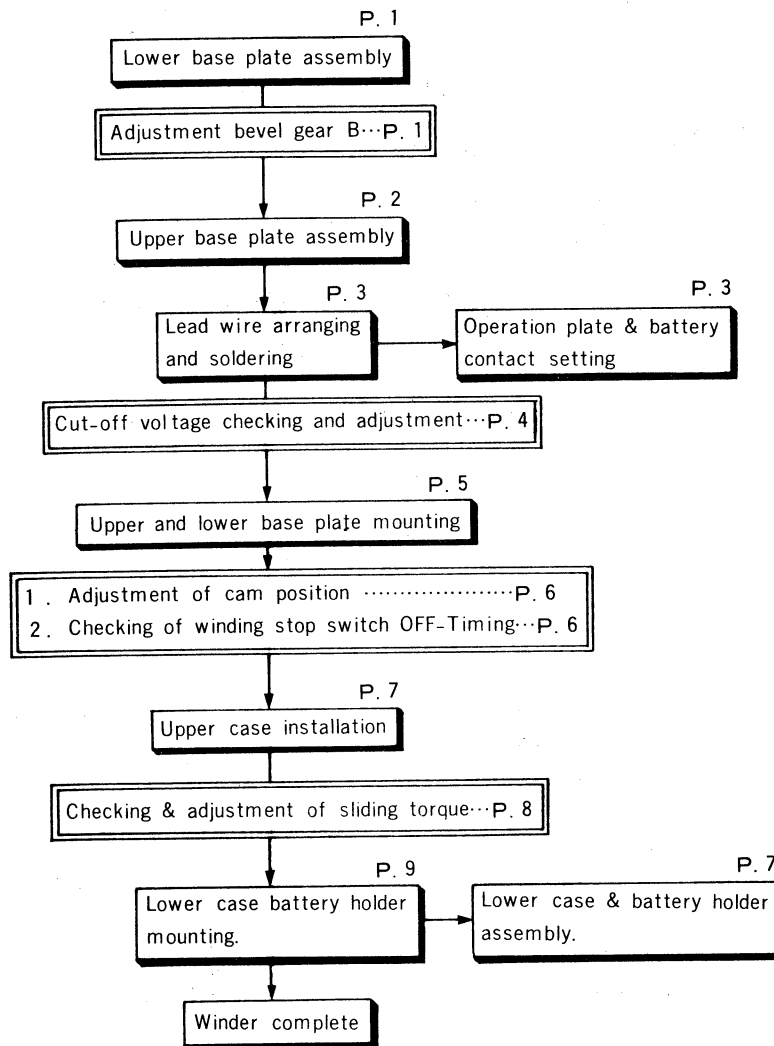 P. 1
Lower base plate assembly
Adjustment bevel gear B···P. 1
P. 2
Upper base plate assembly
P. 3
Lead wire arranging
and soldering
P. 3
Operation plate & battery
contact setting
Cut-off voltage checking and adjustment···P. 4
P. 5
Upper and lower base plate mounting
1. Adjustment of cam position ·····················P. 6
2. Checking of winding stop switch OFF-Timing···P. 6
P. 7
Upper case installation
Checking & adjustment of sliding torque···P. 8
P. 9
Lower case battery holder
mounting.
P. 7
Lower case & battery holder
assembly.
Winder complete